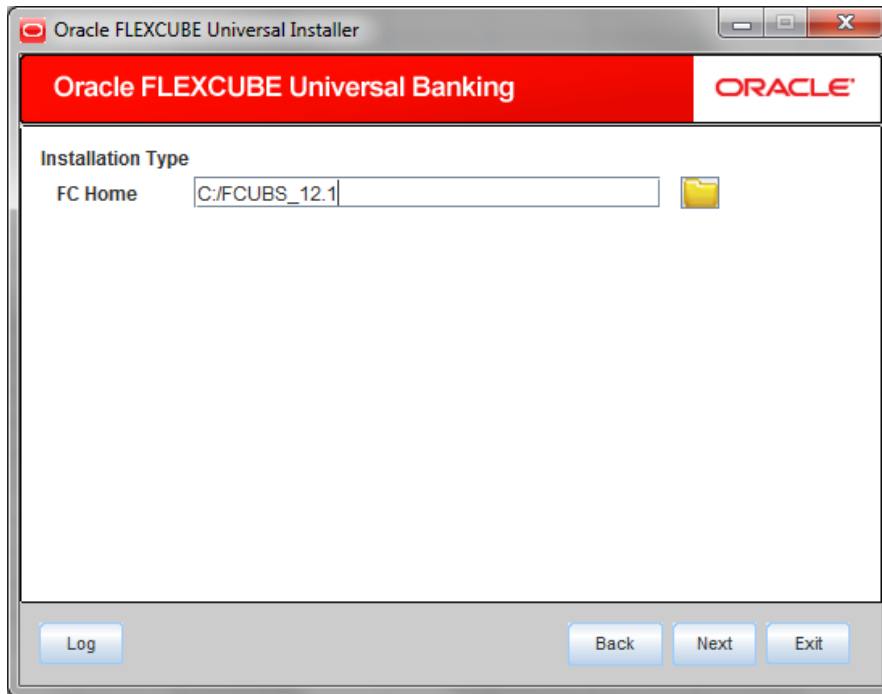 Oracle FLEXCUBE Universal Installer
Oracle FLEXCUBE Universal Banking
ORACLE
Installation Type
FC Home C:/FCUBS_12.1
Log Back Next Exit